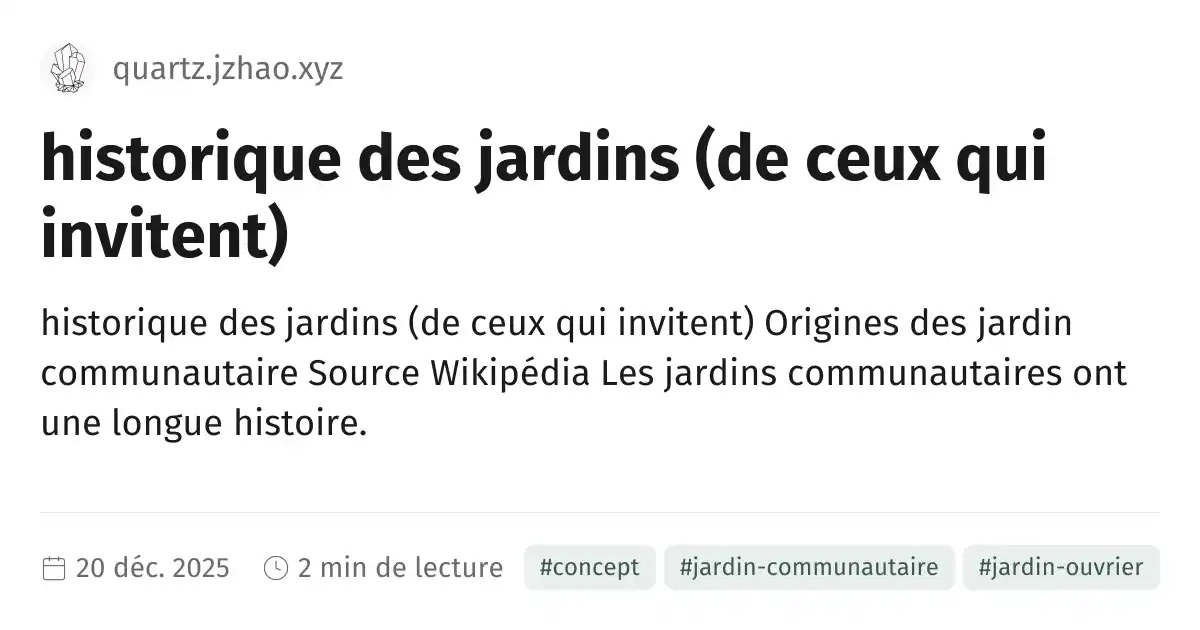 quartz.jzhao.xyz
historique des jardins (de ceux qui
invitent)
historique des jardins (de ceux qui invitent) Origines des jardin
communautaire Source Wikipédia Les jardins communautaires ont
une longue histoire.
20 déc. 2025 2 min de lecture #concept #jardin-communautaire #jardin-ouvrier